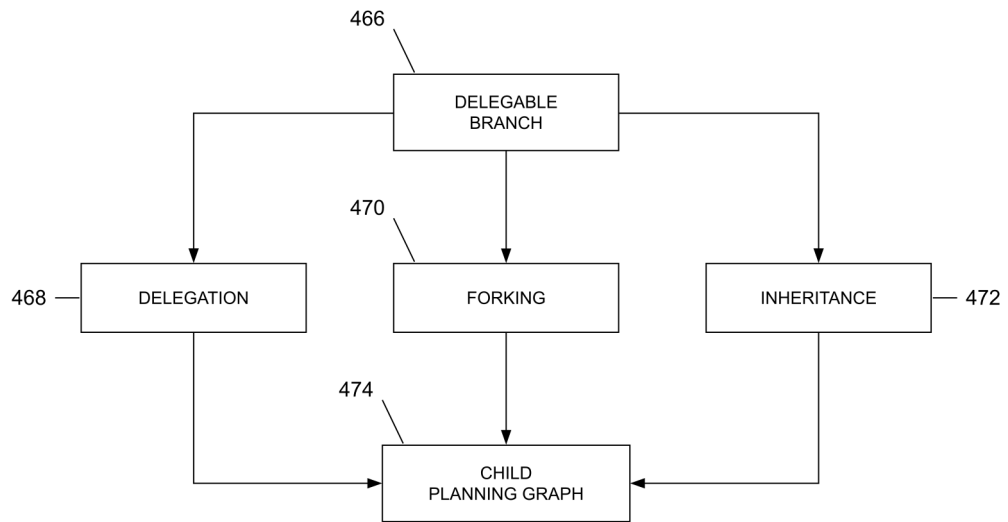 466
DELEGABLE
BRANCH
470
468
DELEGATION
FORKING
INHERITANCE
472
474
CHILD
PLANNING GRAPH